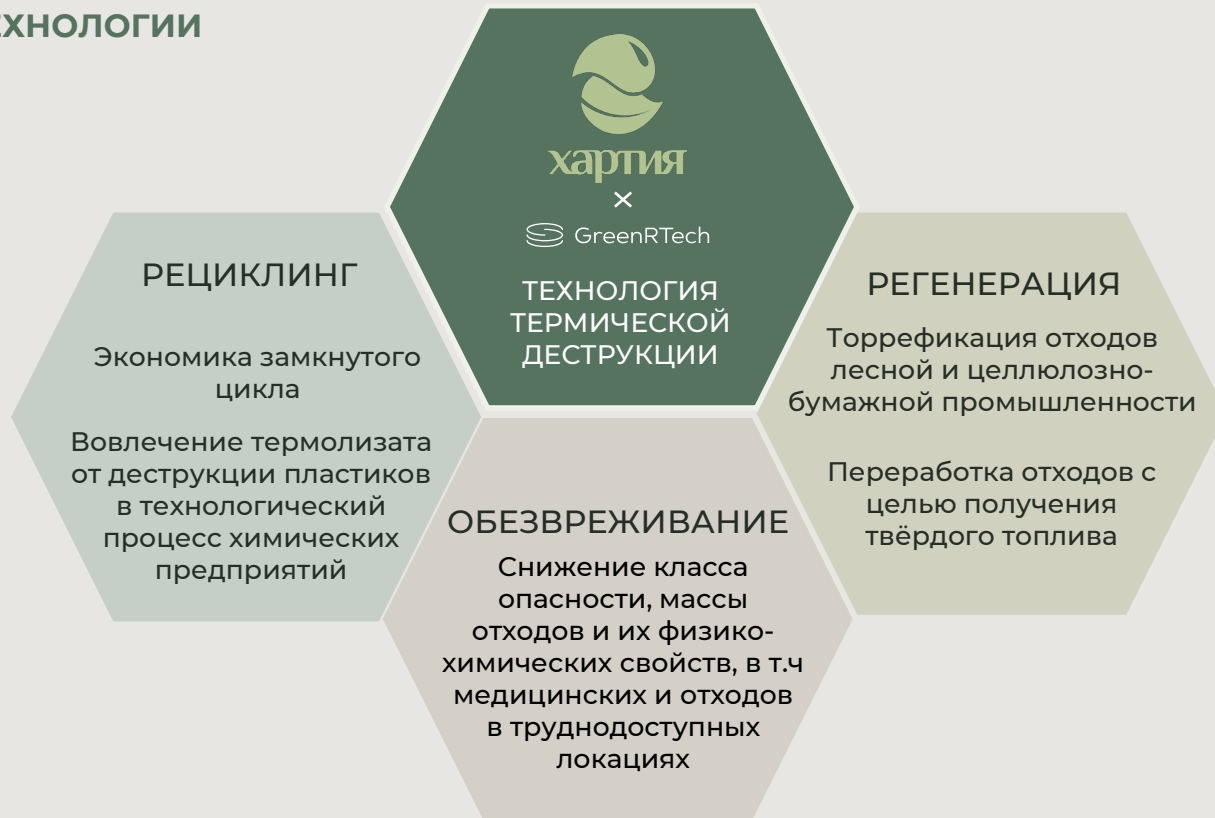 ЕХНОЛОГИИ
хартия
×
GreenRTech
ТЕХНОЛОГИЯ
ТЕРМИЧЕСКОЙ
ДЕСТРУКЦИИ
РЕЦИКЛИНГ
Экономика замкнутого
цикла
Вовлечение термолизата
от деструкции пластиков
в технологический
процесс химических
предприятий
ОБЕЗВРЕЖИВАНИЕ
Снижение класса
опасности, массы
отходов и их физико-
химических свойств, в т.ч
медицинских и отходов
в труднодоступных
локациях
РЕГЕНЕРАЦИЯ
Торрефикация отходов
лесной и целлюлозно-
бумажной промышленности
Переработка отходов с
целью получения
твёрдого топлива